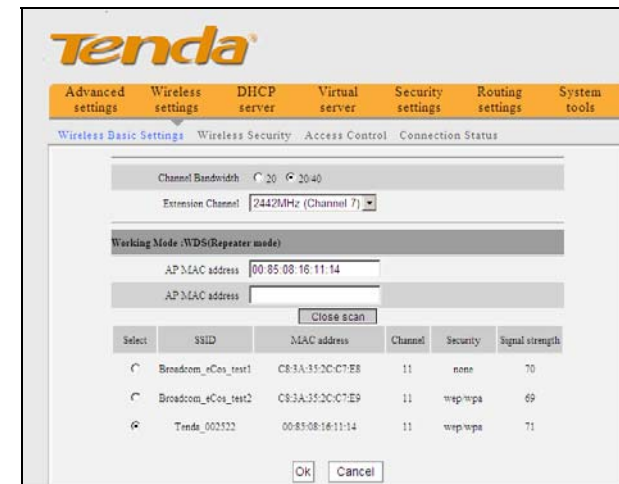 Tenda
Advanced settings Wireless settings DHCP server Virtual server Security settings Routing settings System tools
Wireless Basic Settings Wireless Security Access Control Connection Status
Channel Bandwidth 20 20/40
Extension Channel 2442MHz (Channel 7)
Working Mode :WDS(Repeater mode)
AP MAC address 00:85:08:16:11:14
AP MAC address
Close scan
Select SSID MAC address Channel Security Signal strength
Broadcom_eCos_test1 C8:3A:35:2C:C7:E8 11 none 70
Broadcom_eCos_test2 C8:3A:35:2C:C7:E9 11 wep/wpa 69
Tenda_002522 00:85:08:16:11:14 11 wep/wpa 71
Ok Cancel